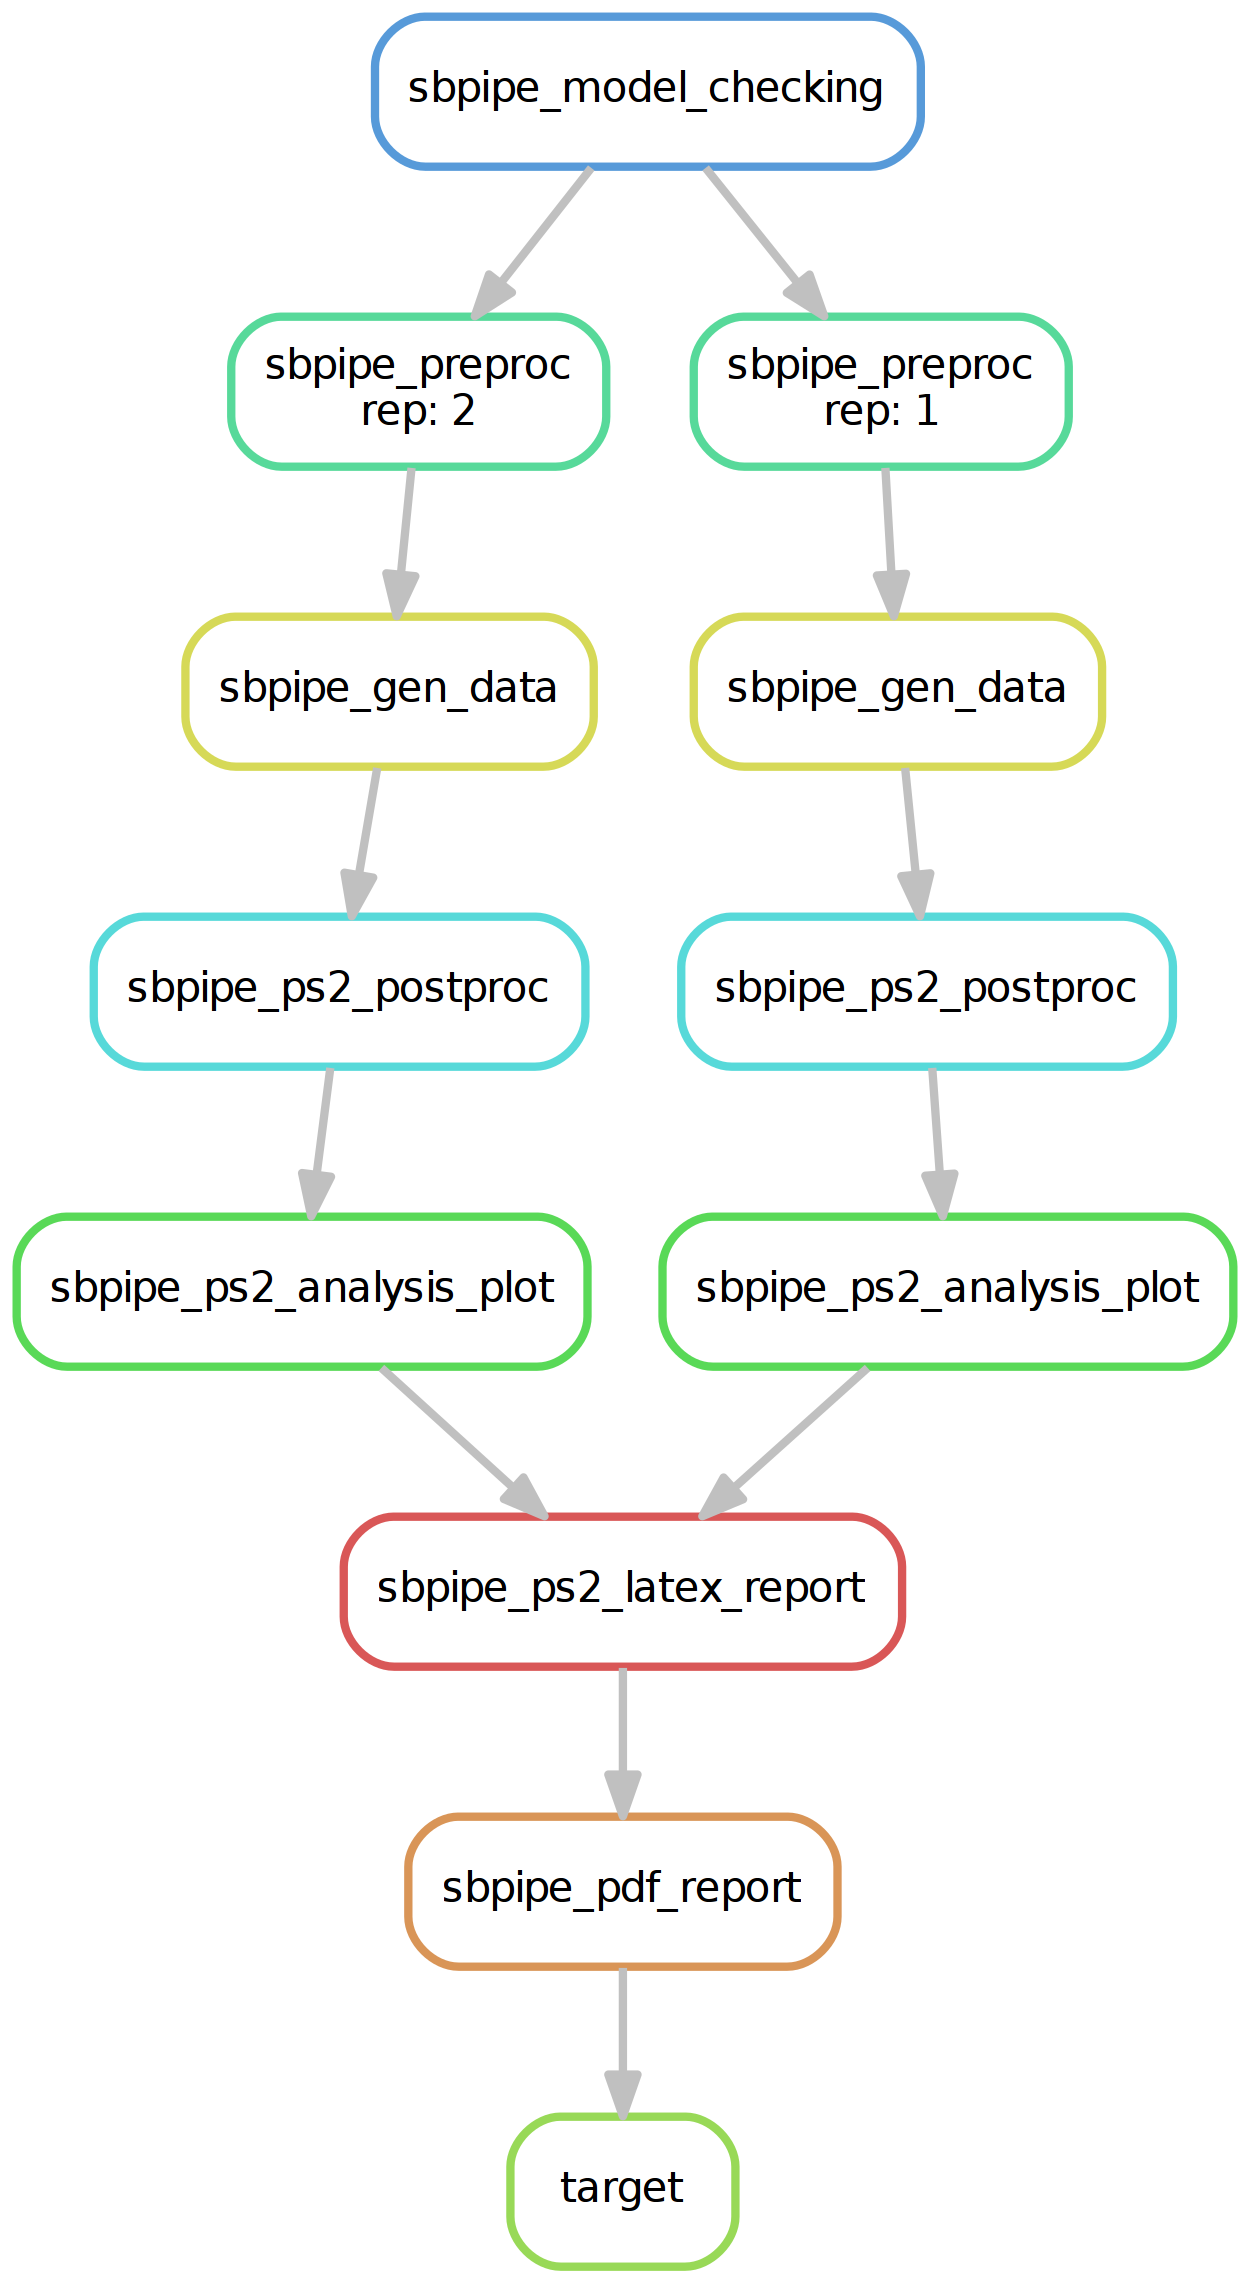 sbpipe_model_checking
sbpipe_preproc
rep: 2
sbpipe_preproc
rep: 1
sbpipe_gen_data
sbpipe_gen_data
sbpipe_ps2_postproc
sbpipe_ps2_postproc
sbpipe_ps2_analysis_plot
sbpipe_ps2_analysis_plot
sbpipe_ps2_latex_report
sbpipe_pdf_report
target